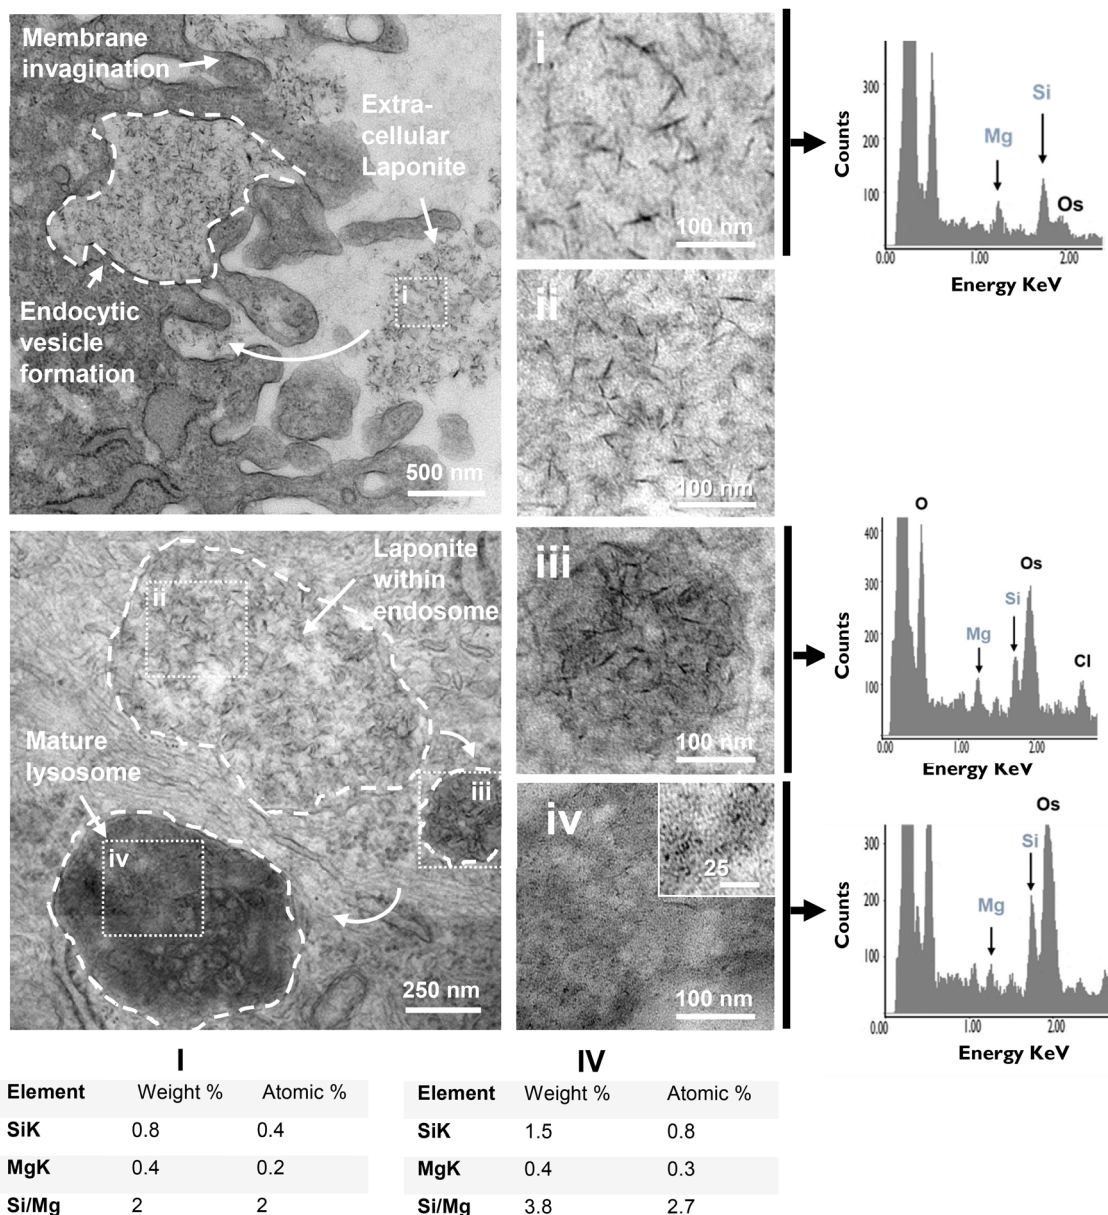 Membrane
invagination
Extra-
cellular
Laponite
i
Endocytic
vesicle
formation
500 nm
i
100 nm
ii
100 nm
300
200
100
Counts
Mg
Si
Os
1.00
2.00
Energy KeV
Laponite
within
endosome
ii
Mature
lysosome
iii
iv
250 nm
iii
100 nm
iv
25
100 nm
O
400
300
200
100
Counts
Mg
Si
Os
Cl
0.00
1.00
2.00
Energy KeV
Os
300
200
100
Counts
Mg
Si
0.00
1.00
2.00
Energy KeV
I
Element Weight % Atomic %
SiK 0.8 0.4
MgK 0.4 0.2
Si/Mg 2 2
IV
Element Weight % Atomic %
SiK 1.5 0.8
MgK 0.4 0.3
Si/Mg 3.8 2.7